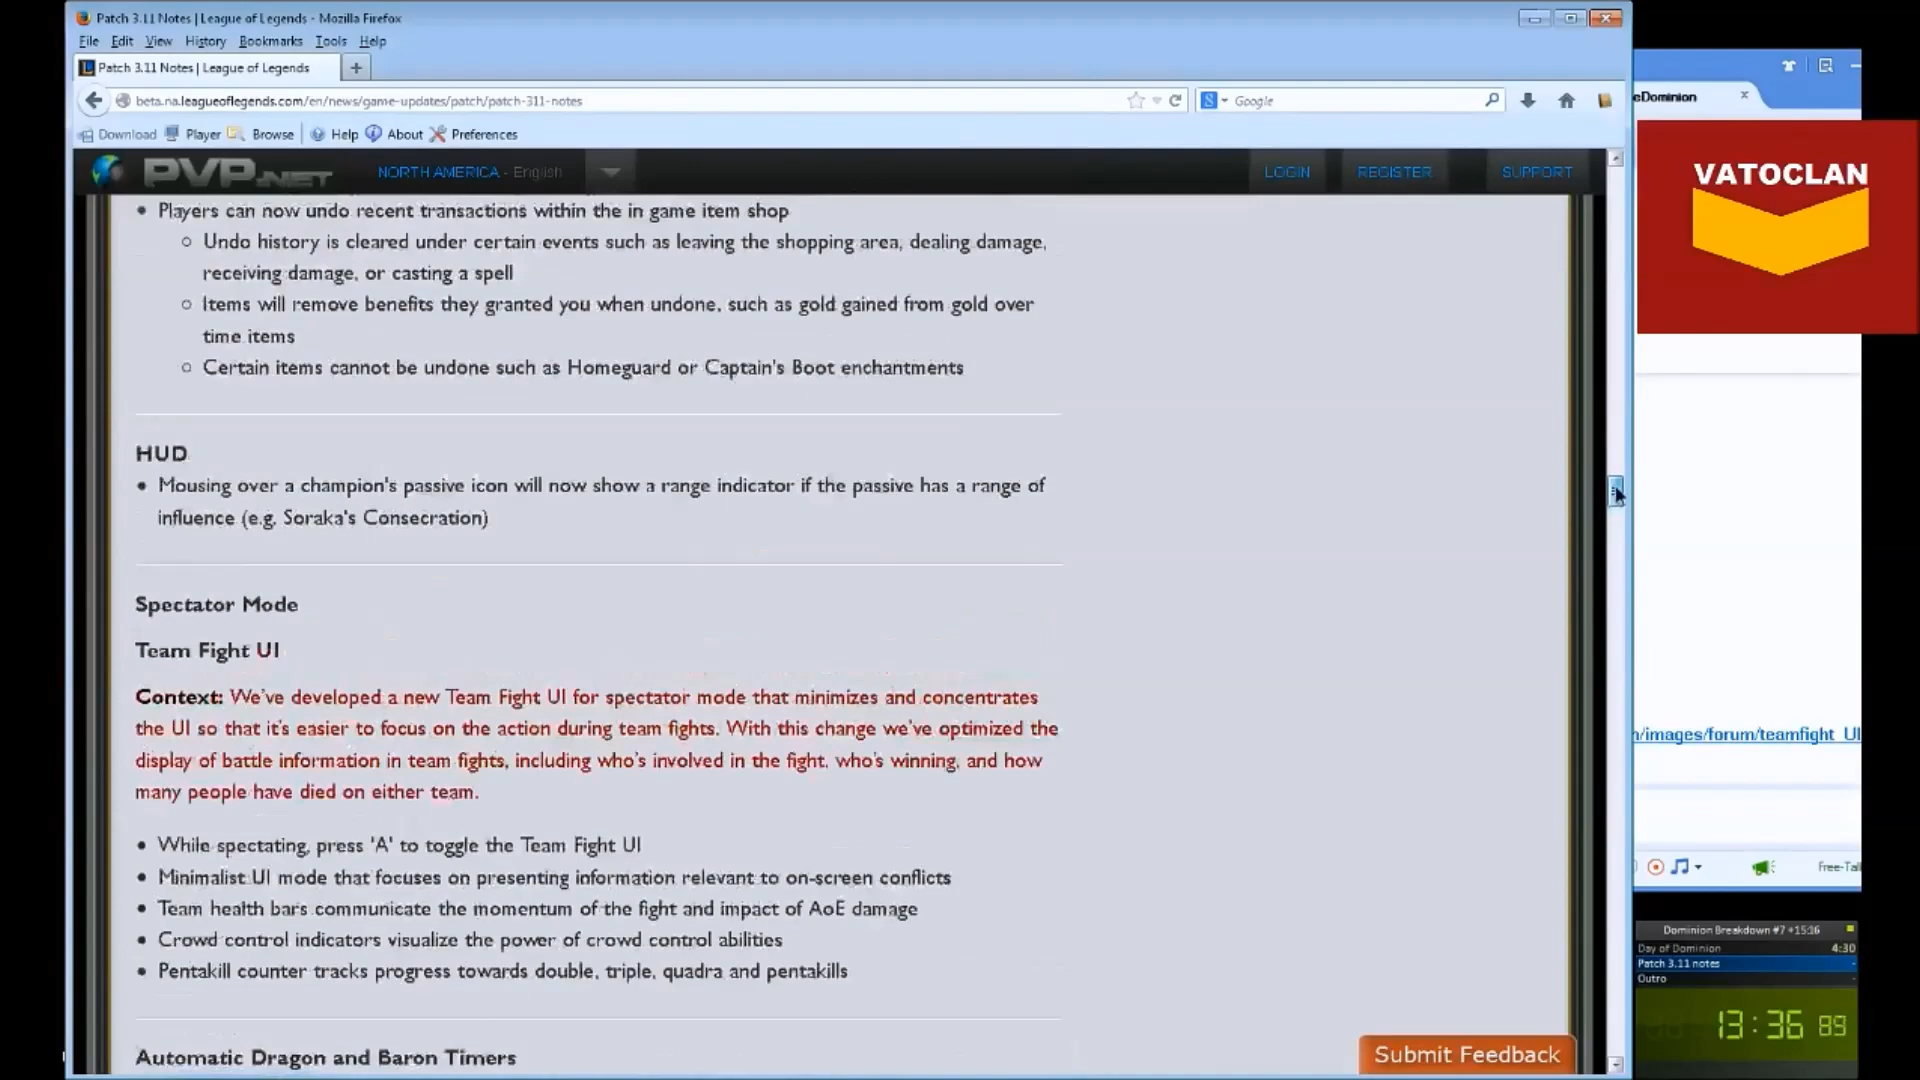 Patch 3.11 Notes | League of Legends - Mozilla Firefox
File Edit View History Bookmarks Tools Help
Patch 3.11 Notes | League of Legends
eDominion
beta.na.leagueoflegends.com/en/news/game-updates/patch/patch-311-notes
Google
Download Player Browse Help About Preferences
PVP.NET NORTH AMERICA - English LOGIN REGISTER SUPPORT
VATOCLAN
Players can now undo recent transactions within the in game item shop
Undo history is cleared under certain events such as leaving the shopping area, dealing damage,
receiving damage, or casting a spell
Items will remove benefits they granted you when undone, such as gold gained from gold over
time items
Certain items cannot be undone such as Homeguard or Captain's Boot enchantments
HUD
Mousing over a champion's passive icon will now show a range indicator if the passive has a range of
influence (e.g. Soraka's Consecration)
Spectator Mode
Team Fight UI
Context: We've developed a new Team Fight UI for spectator mode that minimizes and concentrates
the UI so that it's easier to focus on the action during team fights. With this change we've optimized the
display of battle information in team fights, including who's involved in the fight, who's winning, and how
many people have died on either team.
n/images/forum/teamfight_UI
While spectating, press 'A' to toggle the Team Fight UI
Minimalist UI mode that focuses on presenting information relevant to on-screen conflicts
Team health bars communicate the momentum of the fight and impact of AoE damage
Crowd control indicators visualize the power of crowd control abilities
Pentakill counter tracks progress towards double, triple, quadra and pentakills
Free-Tal
Automatic Dragon and Baron Timers
Submit Feedback
Dominion Breakdown #7 +15:16
Day of Dominion 4:30
Patch 3.11 notes -
Outro -
13:36 89